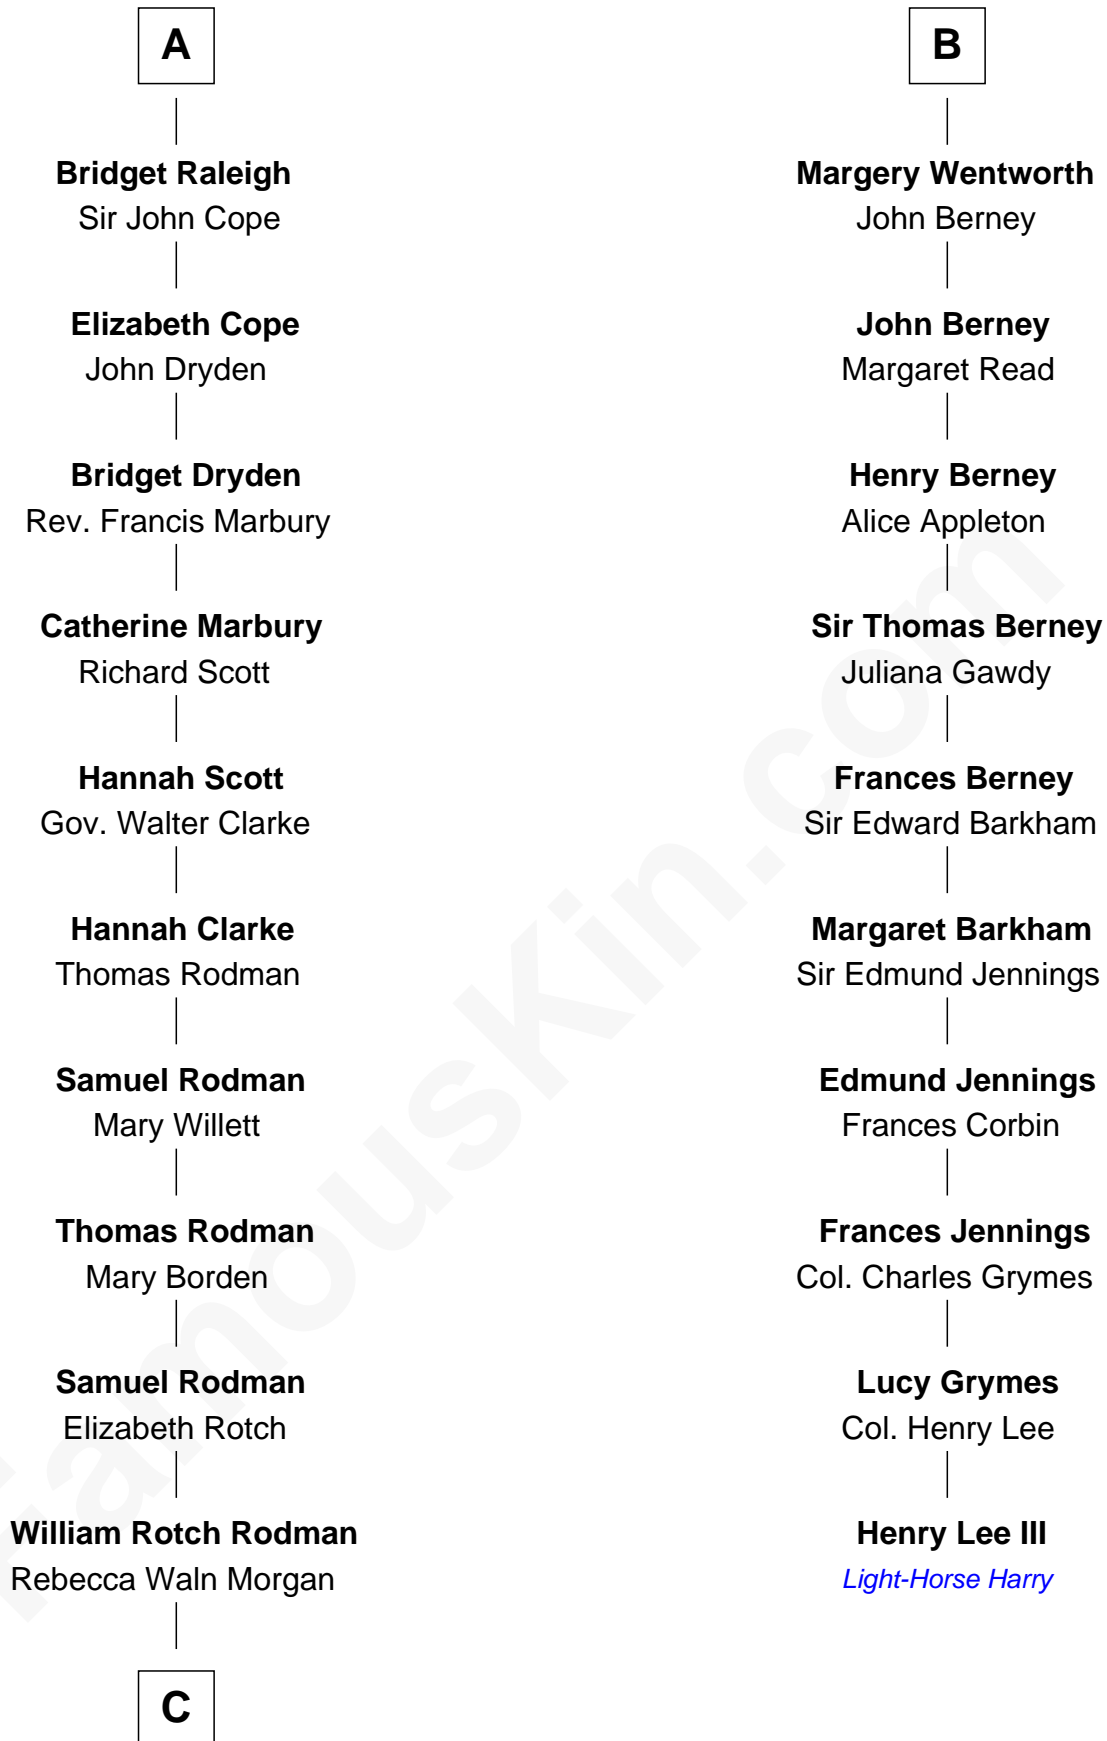 A
Bridget Raleigh
Sir John Cope
Elizabeth Cope
John Dryden
Bridget Dryden
Rev. Francis Marbury
Catherine Marbury
Richard Scott
Hannah Scott
Gov. Walter Clarke
Hannah Clarke
Thomas Rodman
Samuel Rodman
Mary Willett
Thomas Rodman
Mary Borden
Samuel Rodman
Elizabeth Rotch
William Rotch Rodman
Rebecca Waln Morgan
C
B
Margery Wentworth
John Berney
John Berney
Margaret Read
Henry Berney
Alice Appleton
Sir Thomas Berney
Juliana Gawdy
Frances Berney
Sir Edward Barkham
Margaret Barkham
Sir Edmund Jennings
Edmund Jennings
Frances Corbin
Frances Jennings
Col. Charles Grymes
Lucy Grymes
Col. Henry Lee
Henry Lee III
Light-Horse Harry
FamousKin.com